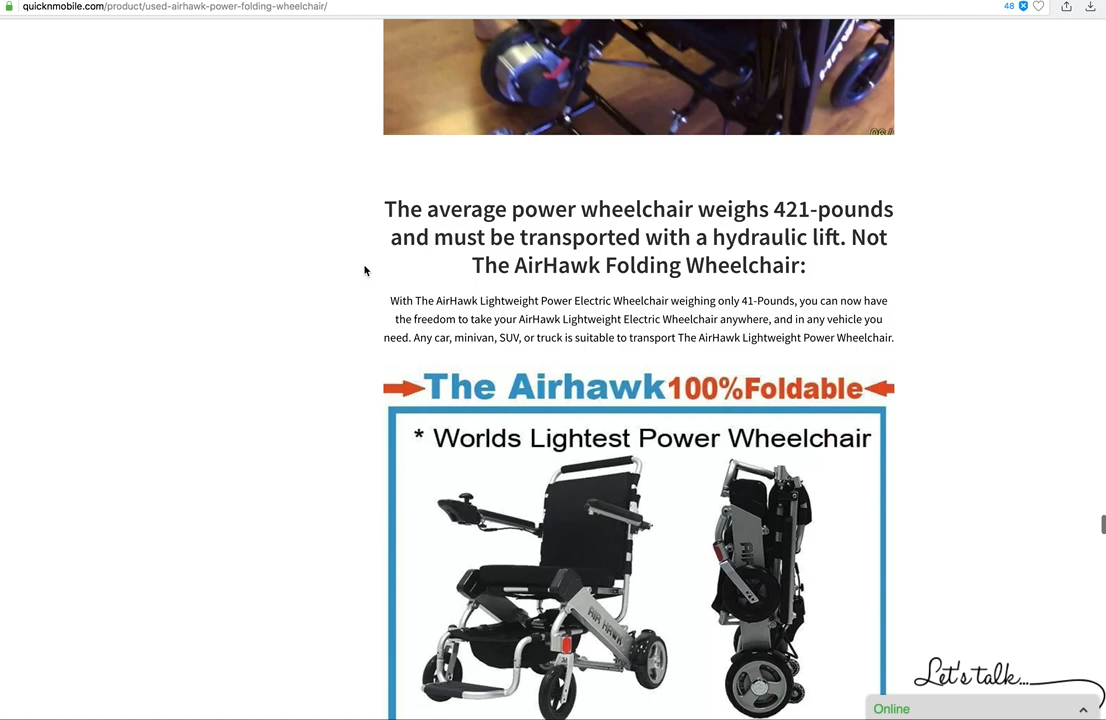 quicknmobile.com/product/used-airhawk-power-folding-wheelchair/
48
The average power wheelchair weighs 421-pounds
and must be transported with a hydraulic lift. Not
The AirHawk Folding Wheelchair:
With The AirHawk Lightweight Power Electric Wheelchair weighing only 41-Pounds, you can now have
the freedom to take your AirHawk Lightweight Electric Wheelchair anywhere, and in any vehicle you
need. Any car, minivan, SUV, or truck is suitable to transport The AirHawk Lightweight Power Wheelchair.
The Airhawk 100%Foldable
* Worlds Lightest Power Wheelchair
AIR HAWK
Let's talk...
Online